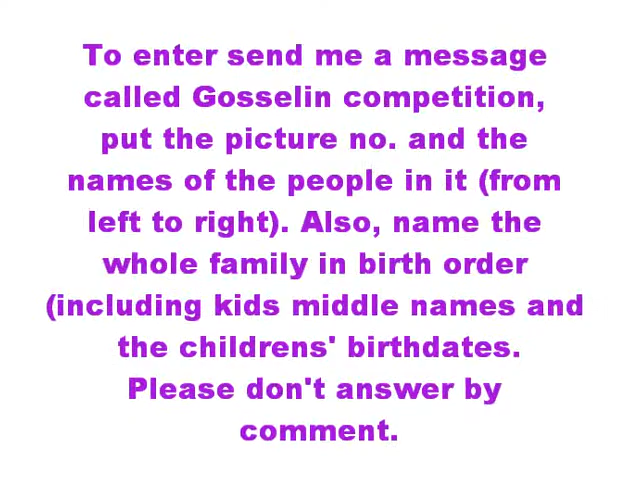 To enter send me a message
called Gosselin competition,
put the picture no. and the
names of the people in it (from
left to right). Also, name the
whole family in birth order
(including kids middle names and
the childrens' birthdates.
Please don't answer by
comment.